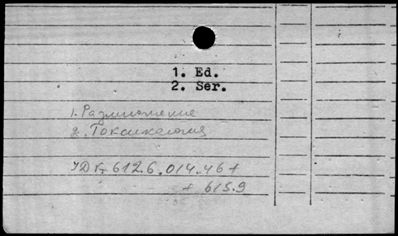 1. Ed.
2. Ser.
1. Размножение
2. Токсикология
УДК 612.6.014.46 +
+ 615.9